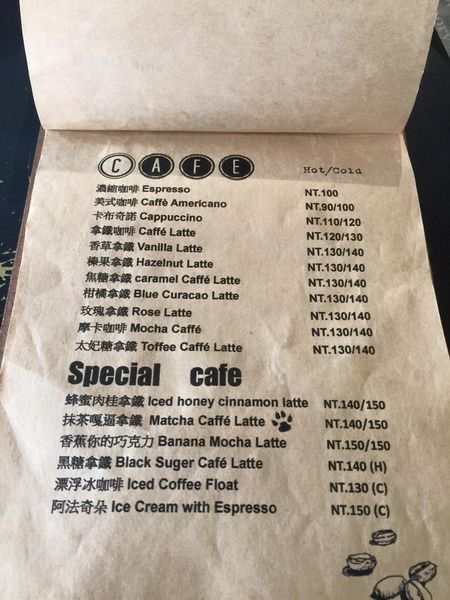 CAFE Hot/Cold
濃縮咖啡 Espresso NT.100
美式咖啡 Caffè Americano NT.90/100
卡布奇諾 Cappuccino NT.110/120
拿鐵咖啡 Caffé Latte NT.120/130
香草拿鐵 Vanilla Latte NT.130/140
榛果拿鐵 Hazelnut Latte NT.130/140
焦糖拿鐵 caramel Caffé Latte NT.130/140
柑橘拿鐵 Blue Curacao Latte NT.130/140
玫瑰拿鐵 Rose Latte NT.130/140
摩卡咖啡 Mocha Caffé NT.130/140
太妃糖拿鐵 Toffee Caffé Latte NT.130/140
Special cafe
蜂蜜肉桂拿鐵 Iced honey cinnamon latte NT.140/150
抹茶嘎逼拿鐵 Matcha Caffé Latte NT.140/150
香蕉你的巧克力 Banana Mocha Latte NT.150/150
黑糖拿鐵 Black Suger Café Latte NT.140 (H)
漂浮冰咖啡 Iced Coffee Float NT.130 (C)
阿法奇朵 Ice Cream with Espresso NT.150 (C)